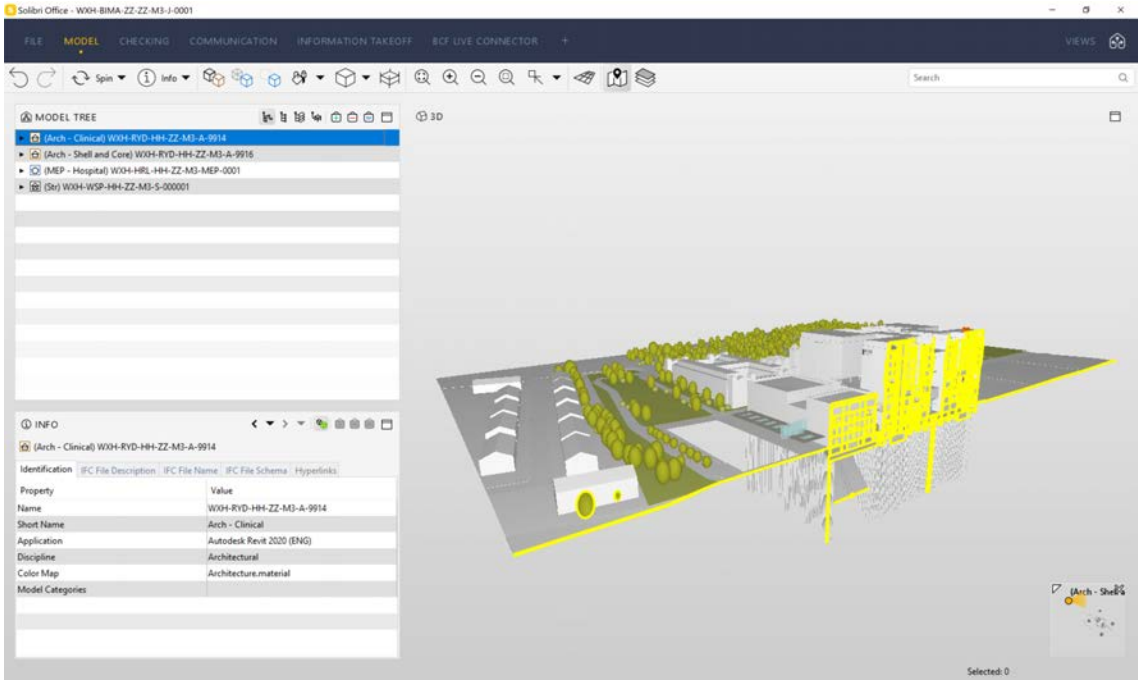 Solibri Office - WXH-BIMA-ZZ-ZZ-M3-J-0001
FILE MODEL CHECKING COMMUNICATION INFORMATION TAKEOFF BCF LIVE CONNECTOR + VIEWS
Spin Info Search
MODEL TREE
3D
(Arch - Clinical) WXH-RYD-HH-ZZ-M3-A-9914
(Arch - Shell and Core) WXH-RYD-HH-ZZ-M3-A-9916
(MEP - Hospital) WXH-HRL-HH-ZZ-M3-MEP-0001
(Str) WXH-WSP-HH-ZZ-M3-S-000001
INFO
(Arch - Clinical) WXH-RYD-HH-ZZ-M3-A-9914
Identification IFC File Description IFC File Name IFC File Schema Hyperlinks
Property Value
Name WXH-RYD-HH-ZZ-M3-A-9914
Short Name Arch - Clinical
Application Autodesk Revit 2020 (ENG)
Discipline Architectural
Color Map Architecture.material
Model Categories
(Arch - Shell
Selected: 0